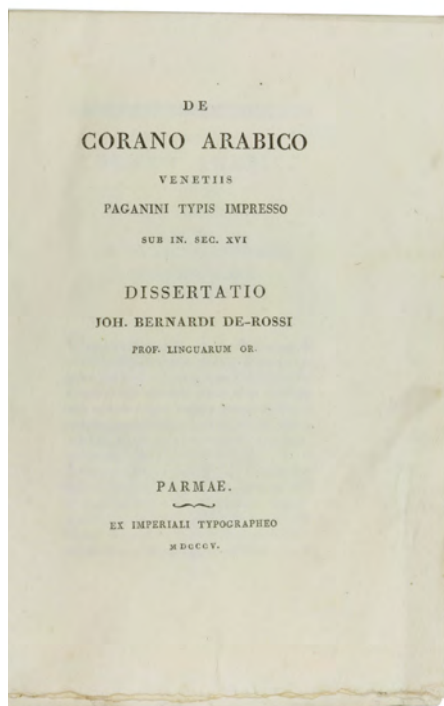 DE
CORANO ARABICO
VENETIIS
PAGANINI TYPIS IMPRESSO
SUB IN. SEC. XVI
DISSERTATIO
JOH. BERNARDI DE-ROSSI
PROF. LINGUARUM OR.
PARMAE.
EX IMPERIALI TYPOGRAPHEO
MDCCCV.